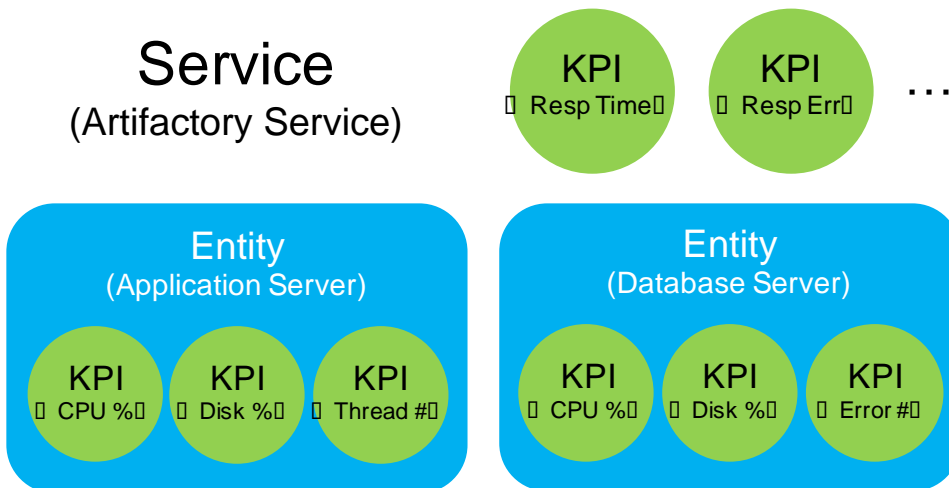 Service
(Artifactory Service)
KPI
▯ Resp Time▯
KPI
▯ Resp Err▯
...
Entity
(Application Server)
KPI
▯ CPU %▯
KPI
▯ Disk %▯
KPI
▯ Thread #▯
Entity
(Database Server)
KPI
▯ CPU %▯
KPI
▯ Disk %▯
KPI
▯ Error #▯